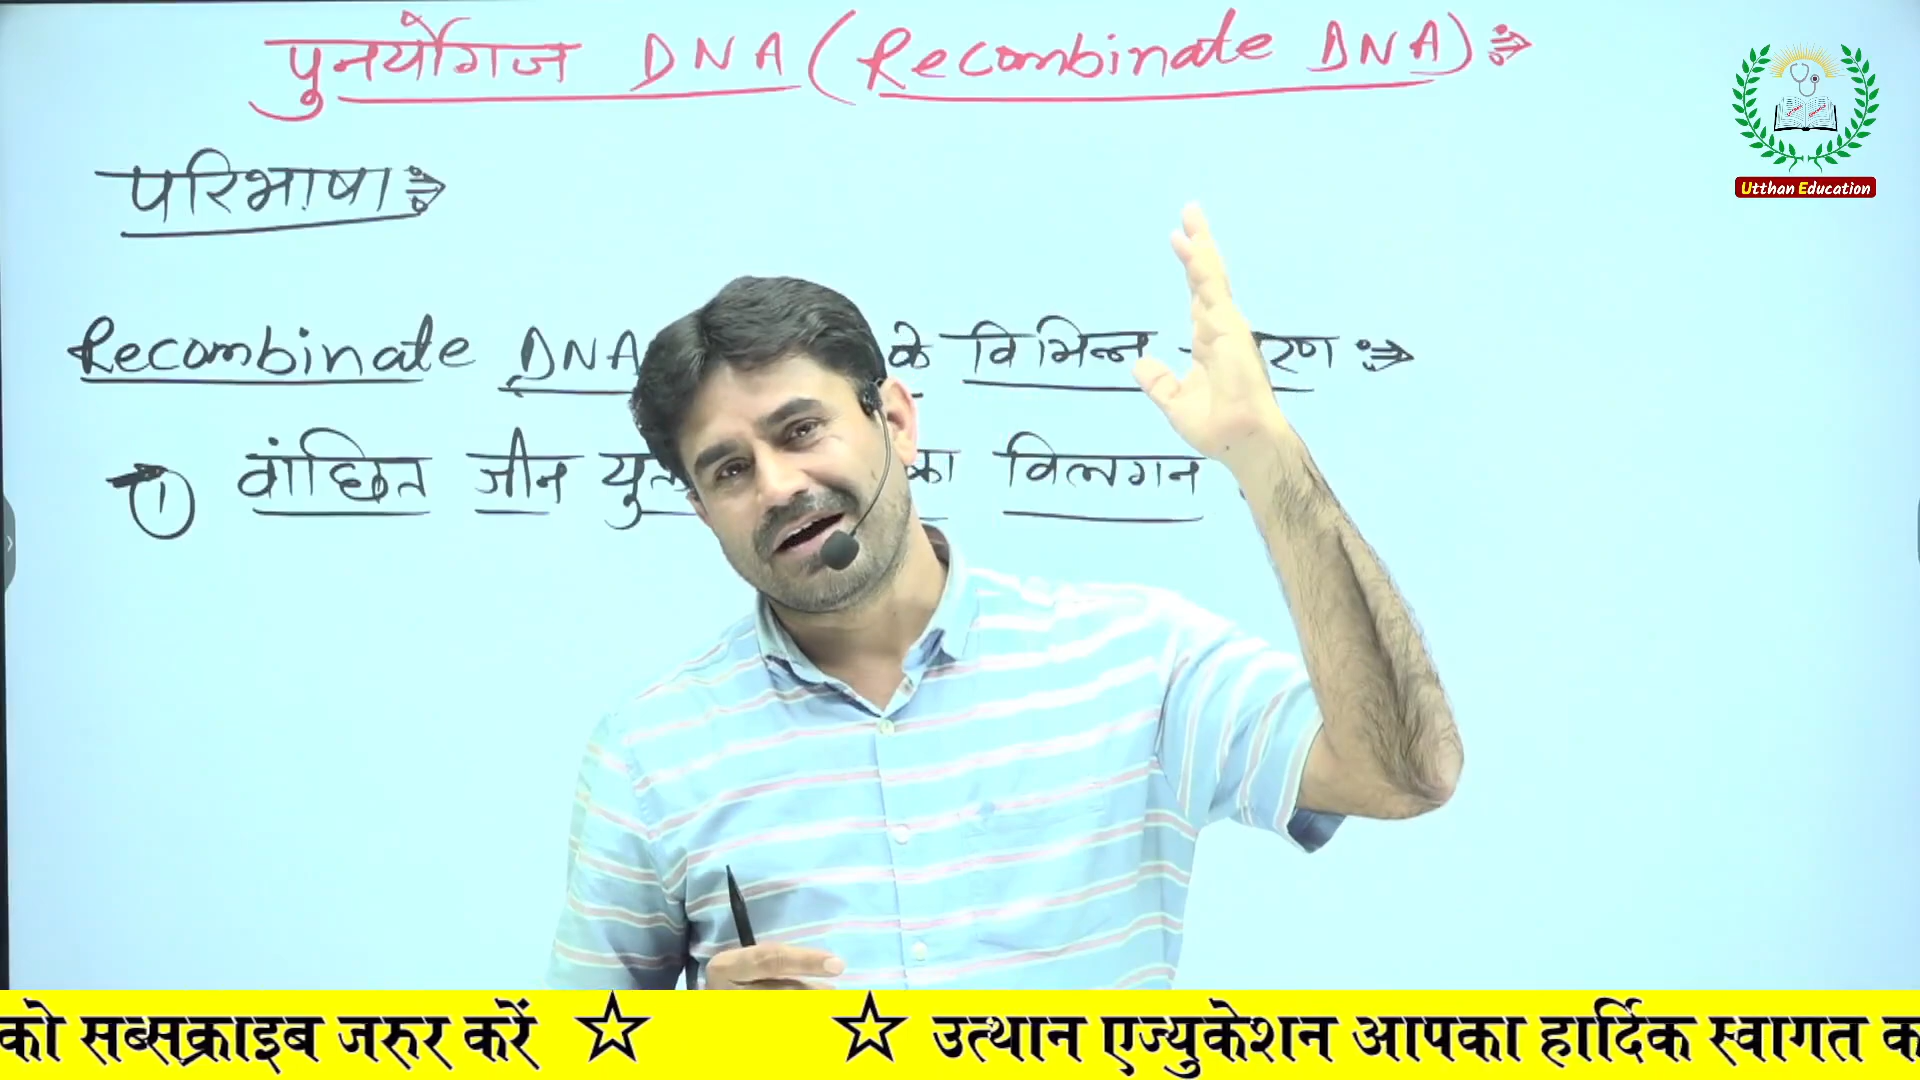 पुनर्योगज DNA (Recombinate DNA) ⇒
परिभाषा ⇒
Recombinate DNA के विभिन्न
① वांछित जीन का विलगन
Utthan Education
को सब्सक्राइब जरुर करें ☆ ☆ उत्थान एज्युकेशन आपका हार्दिक स्वागत क